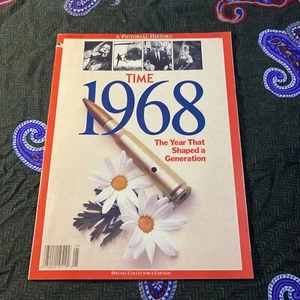 A PICTORIAL HISTORY
TIME
1968
The Year That
Shaped a
Generation
SPECIAL COLLECTOR'S EDITION